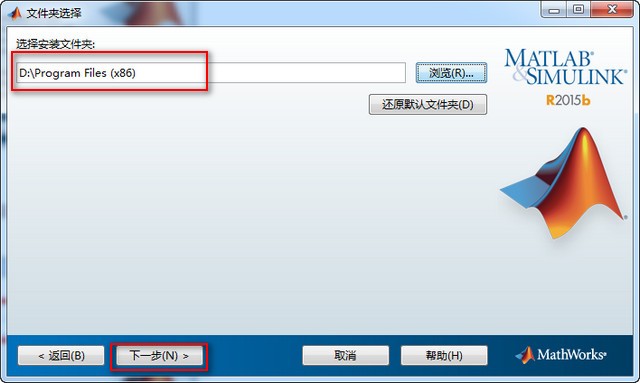 文件夹选择
选择安装文件夹:
D:\Program Files (x86)
浏览(R)...
还原默认文件夹(D)
MATLAB®
&SIMULINK®
R2015b
< 返回(B)
下一步(N) >
取消
帮助(H)
MathWorks®